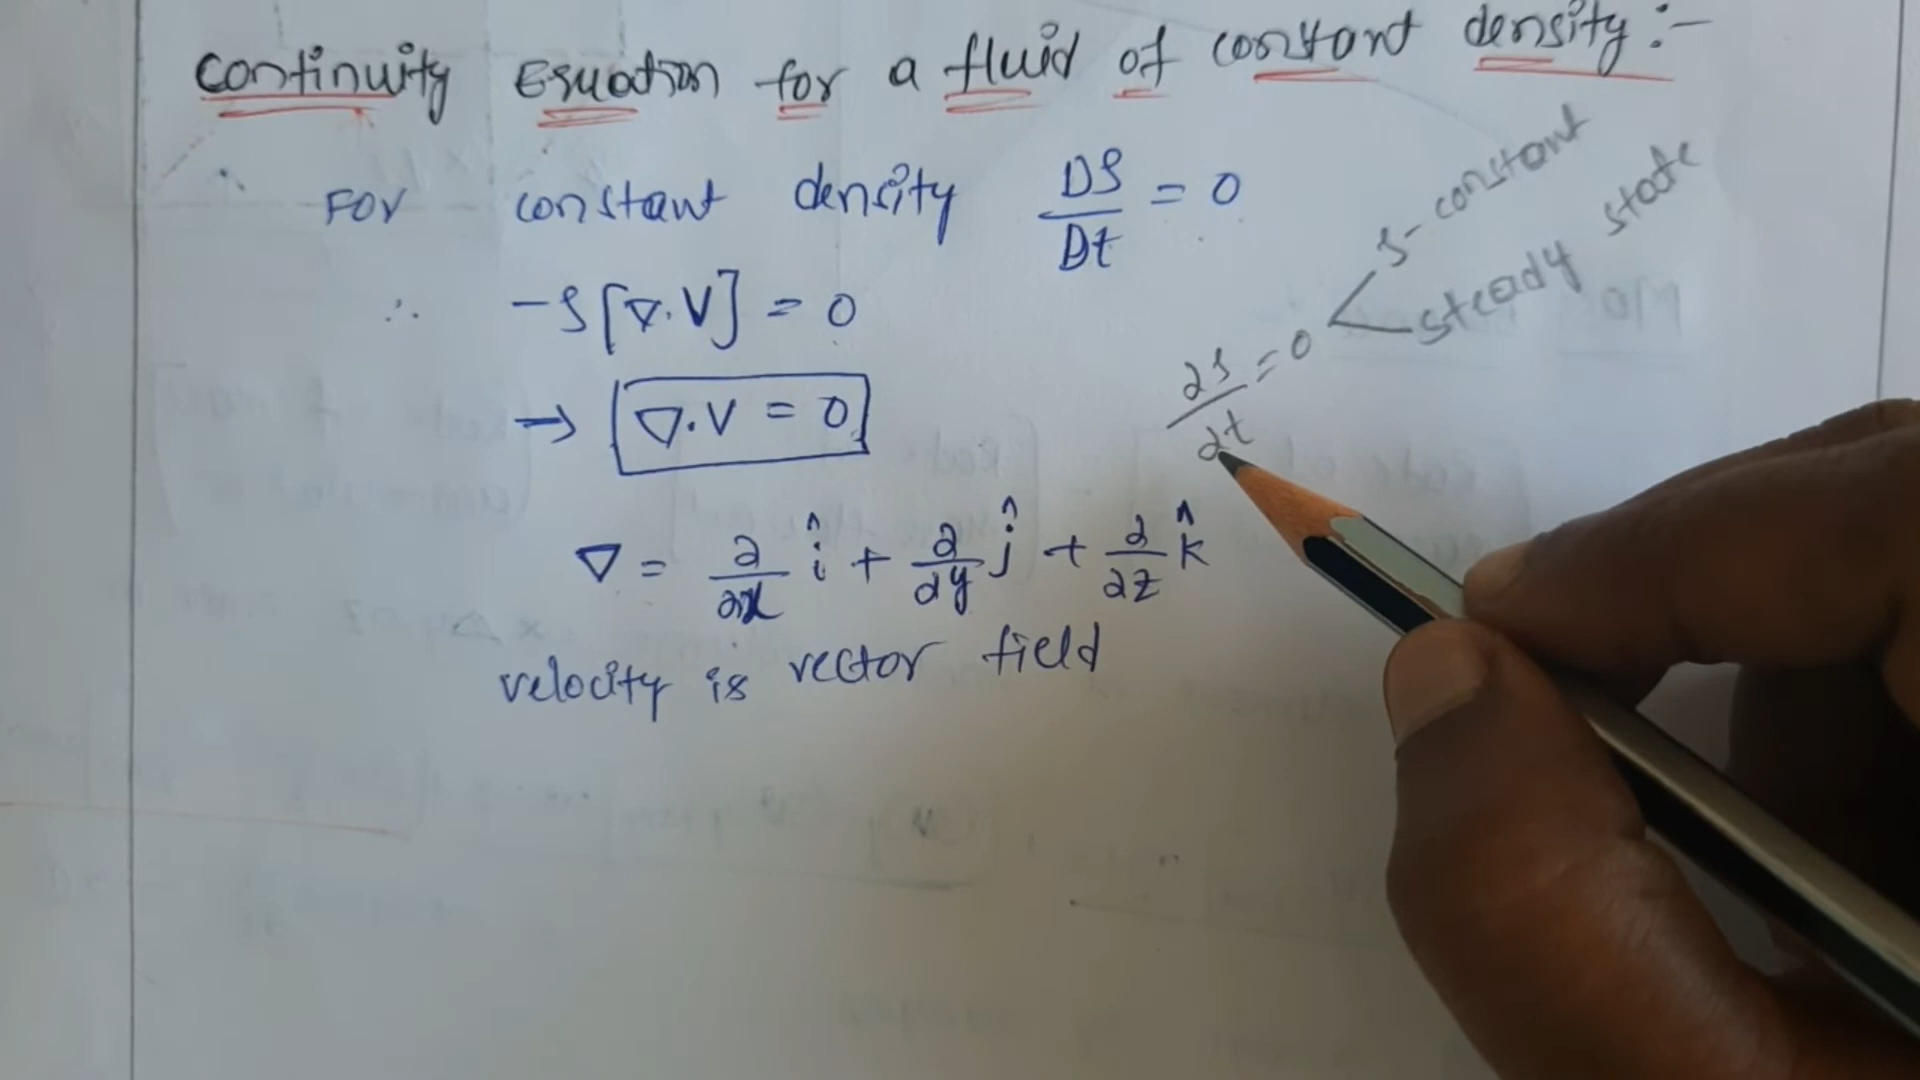 Continuity Equation for a fluid of constant density :-
For constant density Dρ/Dt = 0
∴ -ρ[∇.V] = 0
→ ∇.V = 0
∂ρ/∂t = 0 < ρ-constant
steady state
∇ = ∂/∂x î + ∂/∂y ĵ + ∂/∂z k̂
velocity is vector field